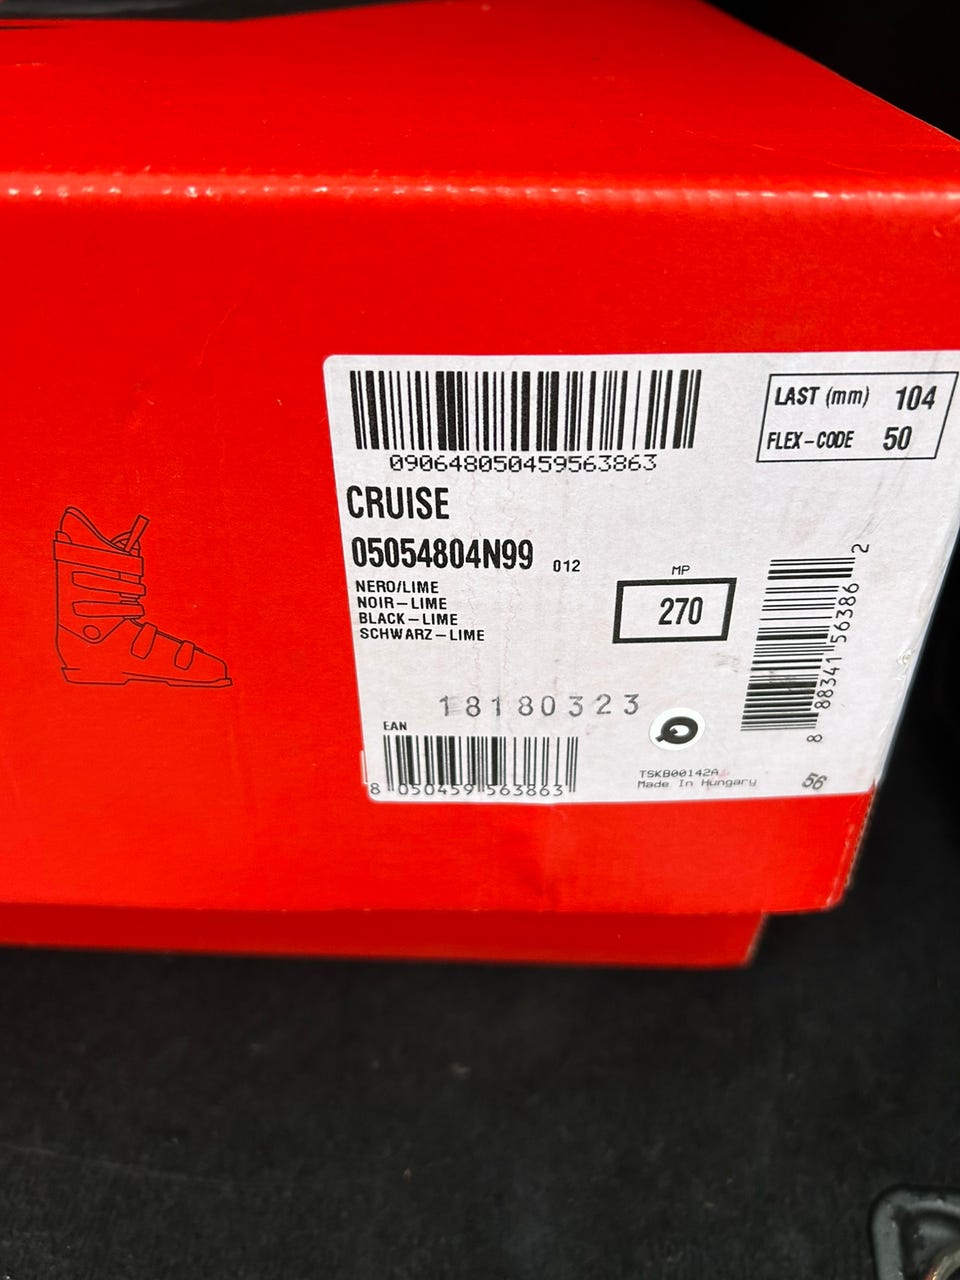 090648050459563863
LAST (mm) 104
FLEX-CODE 50
CRUISE
05054804N99 012
NERO/LIME
NOIR-LIME
BLACK-LIME
SCHWARZ-LIME
MP
270
8 88341 56386 2
18180323
EAN
8 050459 563863
Q
TSKB00142A
Made In Hungary
56